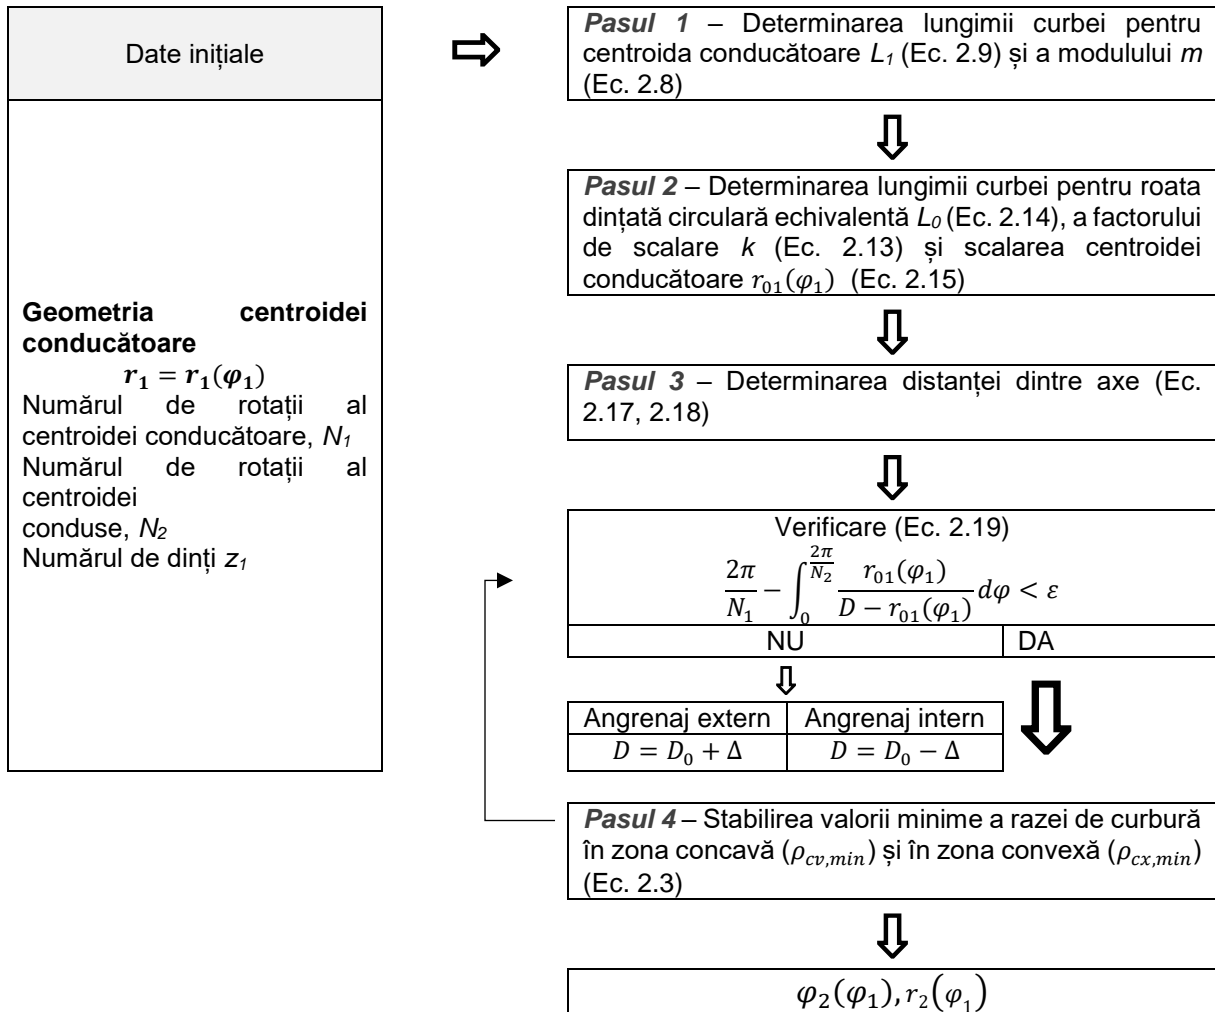 Date inițiale
Geometria centroidei
conducătoare
r₁ = r₁(φ₁)
Numărul de rotații al
centroidei conducătoare, N₁
Numărul de rotații al
centroidei
conduse, N₂
Numărul de dinți z₁
Pasul 1 – Determinarea lungimii curbei pentru
centroida conducătoare L₁ (Ec. 2.9) și a modulului m
(Ec. 2.8)
Pasul 2 – Determinarea lungimii curbei pentru roata
dințată circulară echivalentă L₀ (Ec. 2.14), a factorului
de scalare k (Ec. 2.13) și scalarea centroidei
conducătoare r₀₁(φ₁) (Ec. 2.15)
Pasul 3 – Determinarea distanței dintre axe (Ec.
2.17, 2.18)
Verificare (Ec. 2.19)
2π/N₁ − ∫₀^(2π/N₂) r₀₁(φ₁)/(D − r₀₁(φ₁)) dφ < ε
NU DA
Angrenaj extern Angrenaj intern
D = D₀ + Δ D = D₀ − Δ
Pasul 4 – Stabilirea valorii minime a razei de curbură
în zona concavă (ρcv,min) și în zona convexă (ρcx,min)
(Ec. 2.3)
φ₂(φ₁), r₂(φ₁)